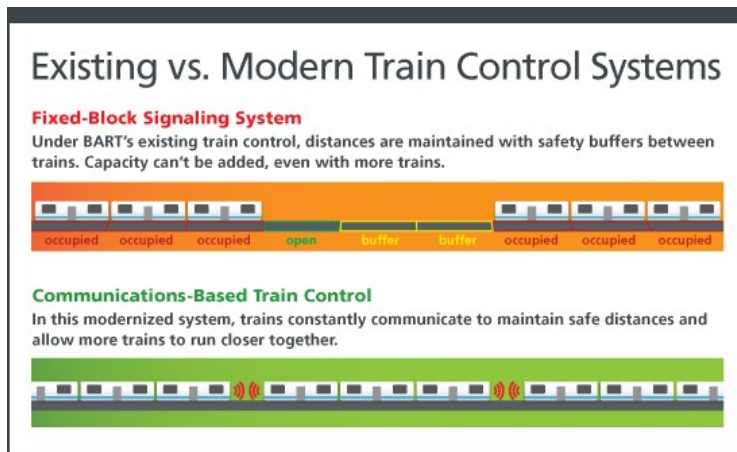 Existing vs. Modern Train Control Systems
Fixed-Block Signaling System
Under BART's existing train control, distances are maintained with safety buffers between
trains. Capacity can't be added, even with more trains.
occupied occupied occupied open buffer buffer occupied occupied occupied
Communications-Based Train Control
In this modernized system, trains constantly communicate to maintain safe distances and
allow more trains to run closer together.